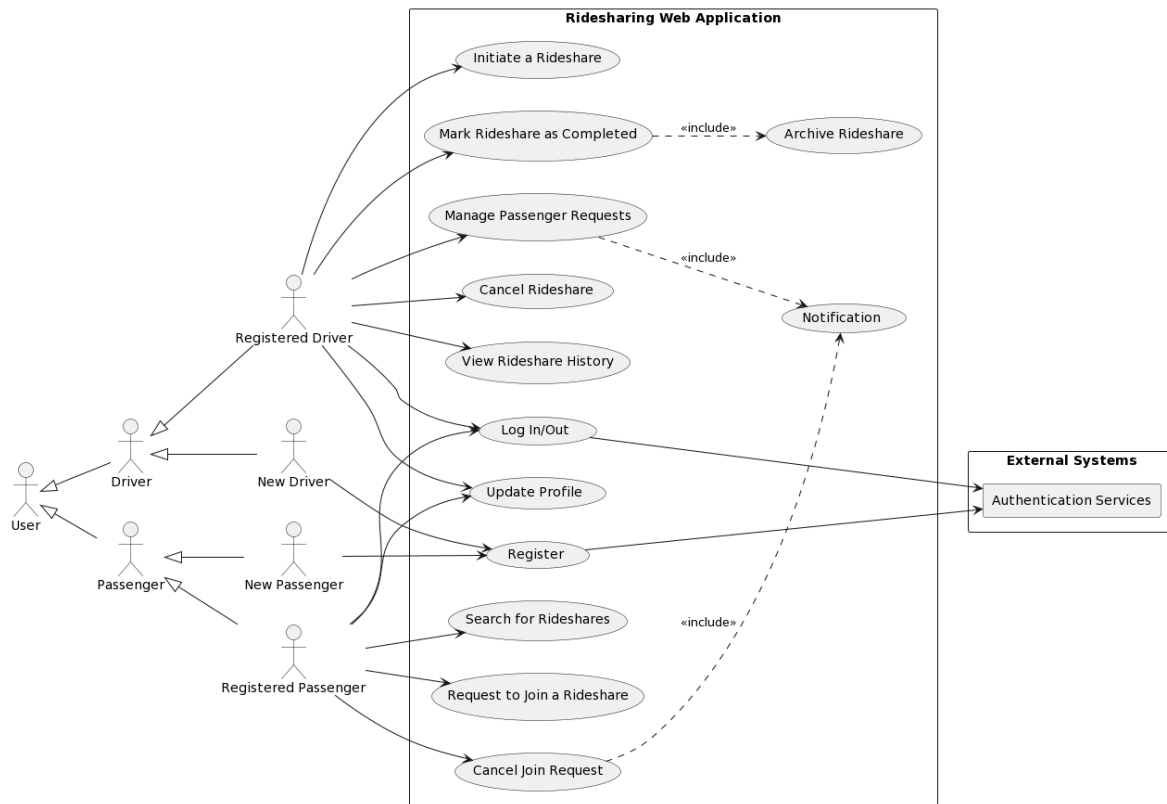 Ridesharing Web Application
Initiate a Rideshare
Mark Rideshare as Completed
«include»
Archive Rideshare
Manage Passenger Requests
«include»
Cancel Rideshare
Notification
Registered Driver
View Rideshare History
Log In/Out
External Systems
Driver
New Driver
Update Profile
Authentication Services
User
Register
Passenger
New Passenger
Search for Rideshares
«include»
Registered Passenger
Request to Join a Rideshare
Cancel Join Request